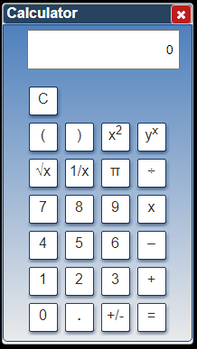 Calculator
0
C
( ) x² yˣ
√x 1/x π ÷
7 8 9 x
4 5 6 –
1 2 3 +
0 . +/- =